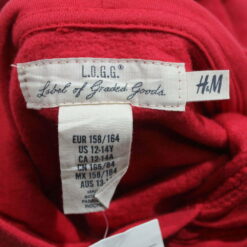 L.O.G.G.
Label of Graded Goods.
H&M
EUR 158/164
US 12-14Y
CA 12-14A
CN 165/84
MX 158/164
AUS 13